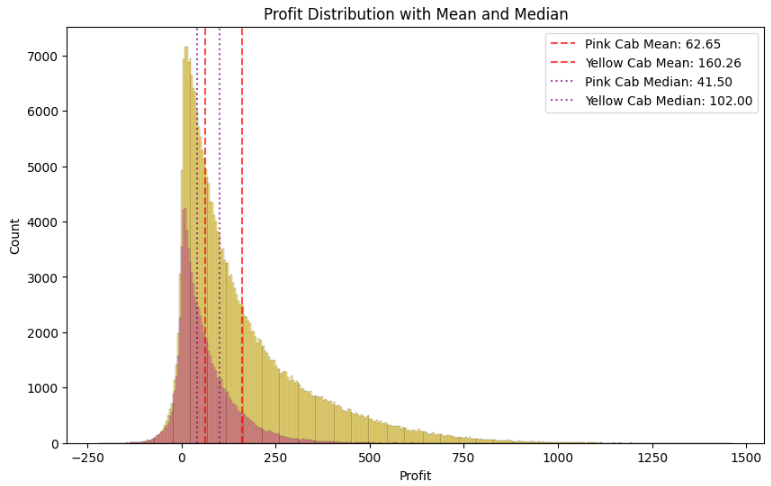 Profit Distribution with Mean and Median
Pink Cab Mean: 62.65
Yellow Cab Mean: 160.26
Pink Cab Median: 41.50
Yellow Cab Median: 102.00
Count
7000
6000
5000
4000
3000
2000
1000
0
−250 0 250 500 750 1000 1250 1500
Profit